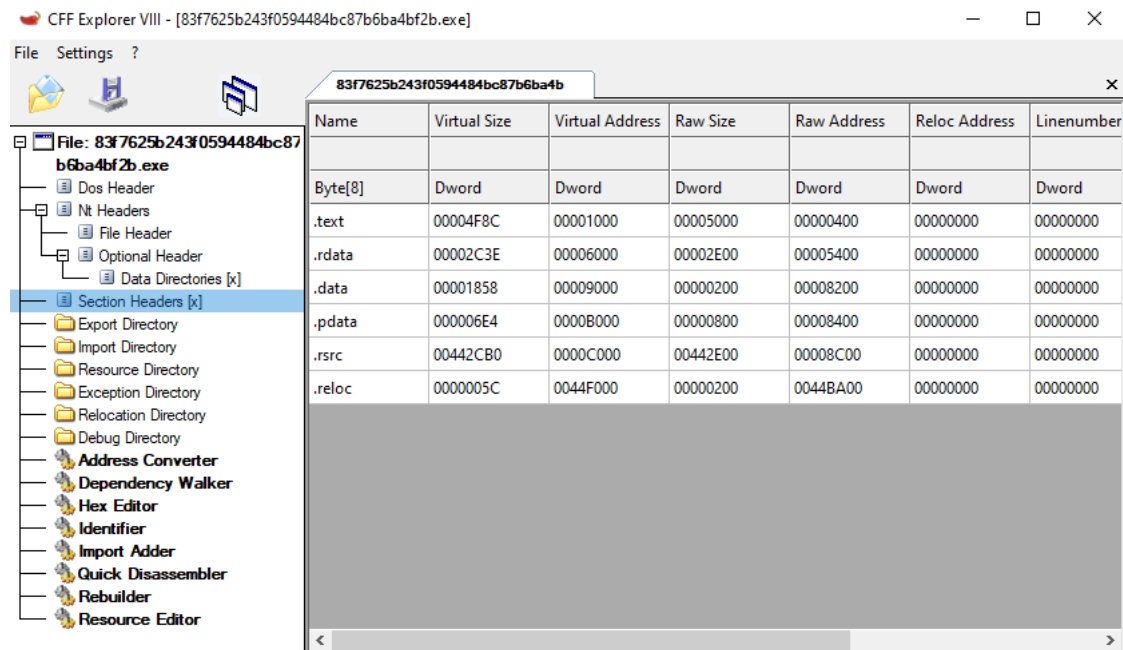 CFF Explorer VIII - [83f7625b243f0594484bc87b6ba4bf2b.exe]
File Settings ?
83f7625b243f0594484bc87b6ba4b
File: 83f7625b243f0594484bc87
b6ba4bf2b.exe
Dos Header
Nt Headers
File Header
Optional Header
Data Directories [x]
Section Headers [x]
Export Directory
Import Directory
Resource Directory
Exception Directory
Relocation Directory
Debug Directory
Address Converter
Dependency Walker
Hex Editor
Identifier
Import Adder
Quick Disassembler
Rebuilder
Resource Editor
Name Virtual Size Virtual Address Raw Size Raw Address Reloc Address Linenumber
Byte[8] Dword Dword Dword Dword Dword Dword
.text 00004F8C 00001000 00005000 00000400 00000000 00000000
.rdata 00002C3E 00006000 00002E00 00005400 00000000 00000000
.data 00001858 00009000 00000200 00008200 00000000 00000000
.pdata 000006E4 0000B000 00000800 00008400 00000000 00000000
.rsrc 00442CB0 0000C000 00442E00 00008C00 00000000 00000000
.reloc 0000005C 0044F000 00000200 0044BA00 00000000 00000000